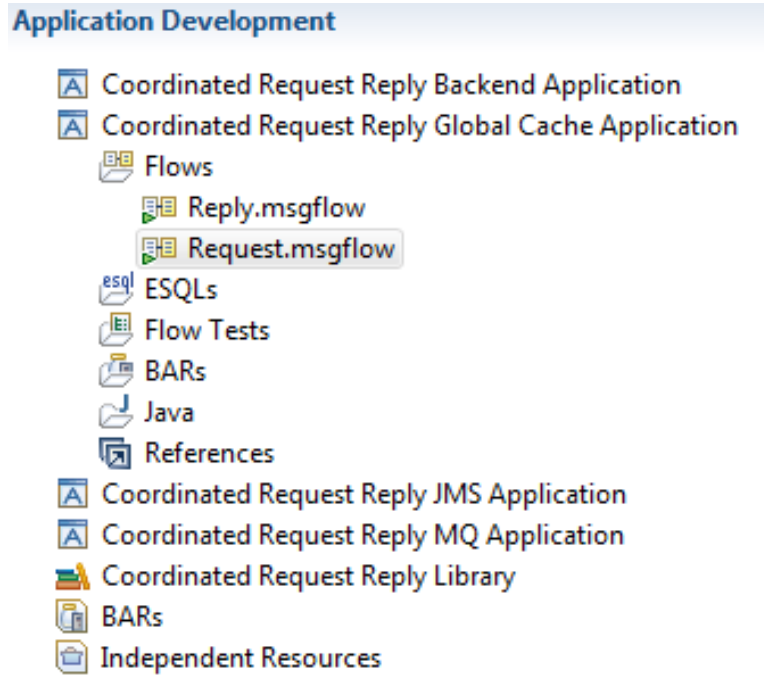 Application Development
Coordinated Request Reply Backend Application
Coordinated Request Reply Global Cache Application
Flows
Reply.msgflow
Request.msgflow
esql ESQLs
Flow Tests
BARs
Java
References
Coordinated Request Reply JMS Application
Coordinated Request Reply MQ Application
Coordinated Request Reply Library
BARs
Independent Resources